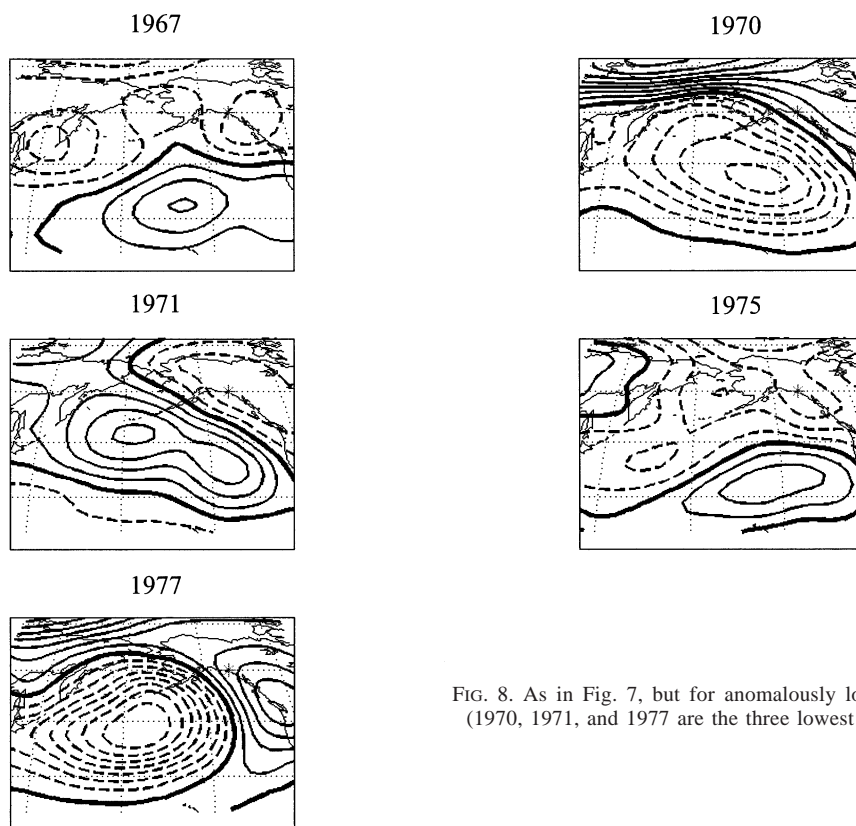 1967
1970
1971
1975
1977
FIG. 8. As in Fig. 7, but for anomalously
(1970, 1971, and 1977 are the three lowest